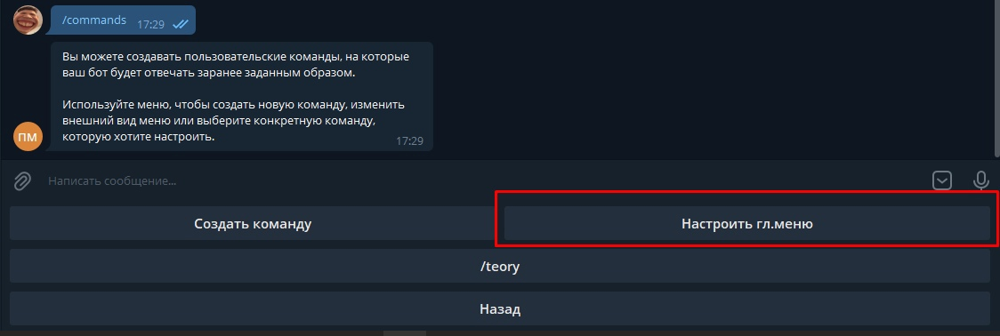 /commands
17:29
Вы можете создавать пользовательские команды, на которые
ваш бот будет отвечать заранее заданным образом.
Используйте меню, чтобы создать новую команду, изменить
внешний вид меню или выберите конкретную команду,
которую хотите настроить.
17:29
ПМ
Написать сообщение...
Создать команду
Настроить гл.меню
/teory
Назад